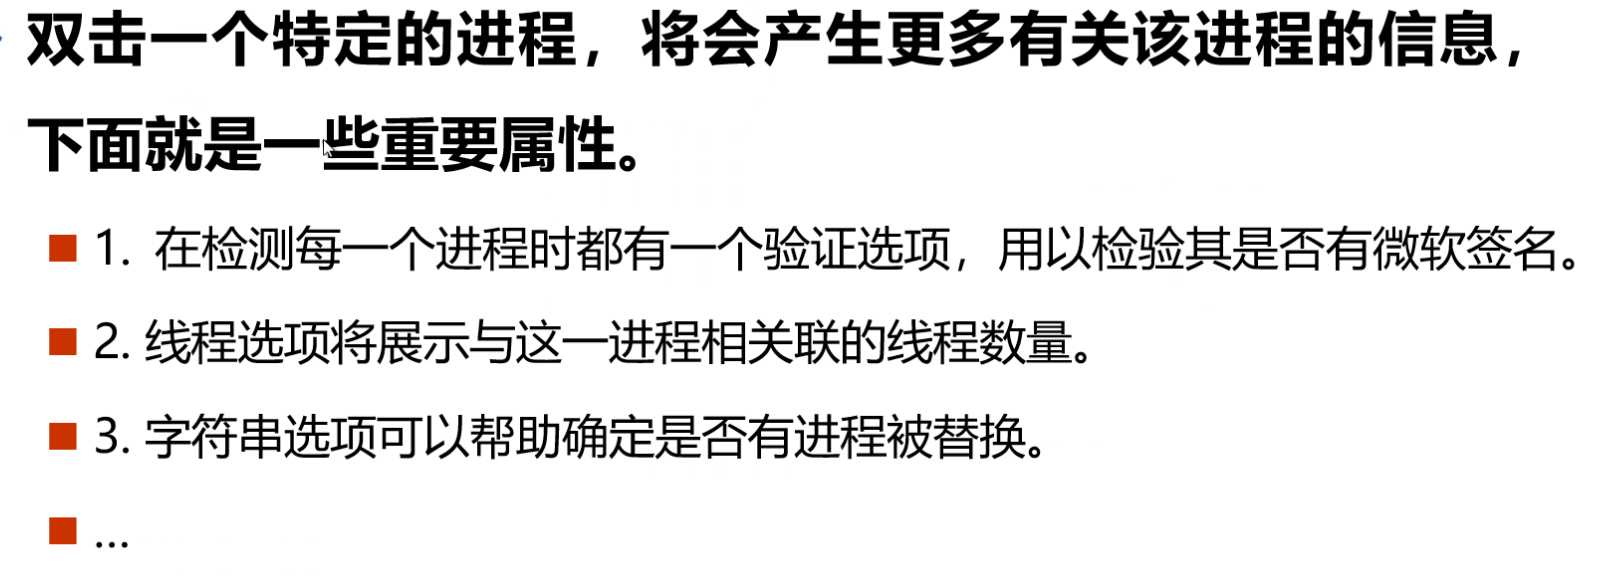 双击一个特定的进程，将会产生更多有关该进程的信息，
下面就是一些重要属性。
1. 在检测每一个进程时都有一个验证选项，用以检验其是否有微软签名。
2. 线程选项将展示与这一进程相关联的线程数量。
3. 字符串选项可以帮助确定是否有进程被替换。
...